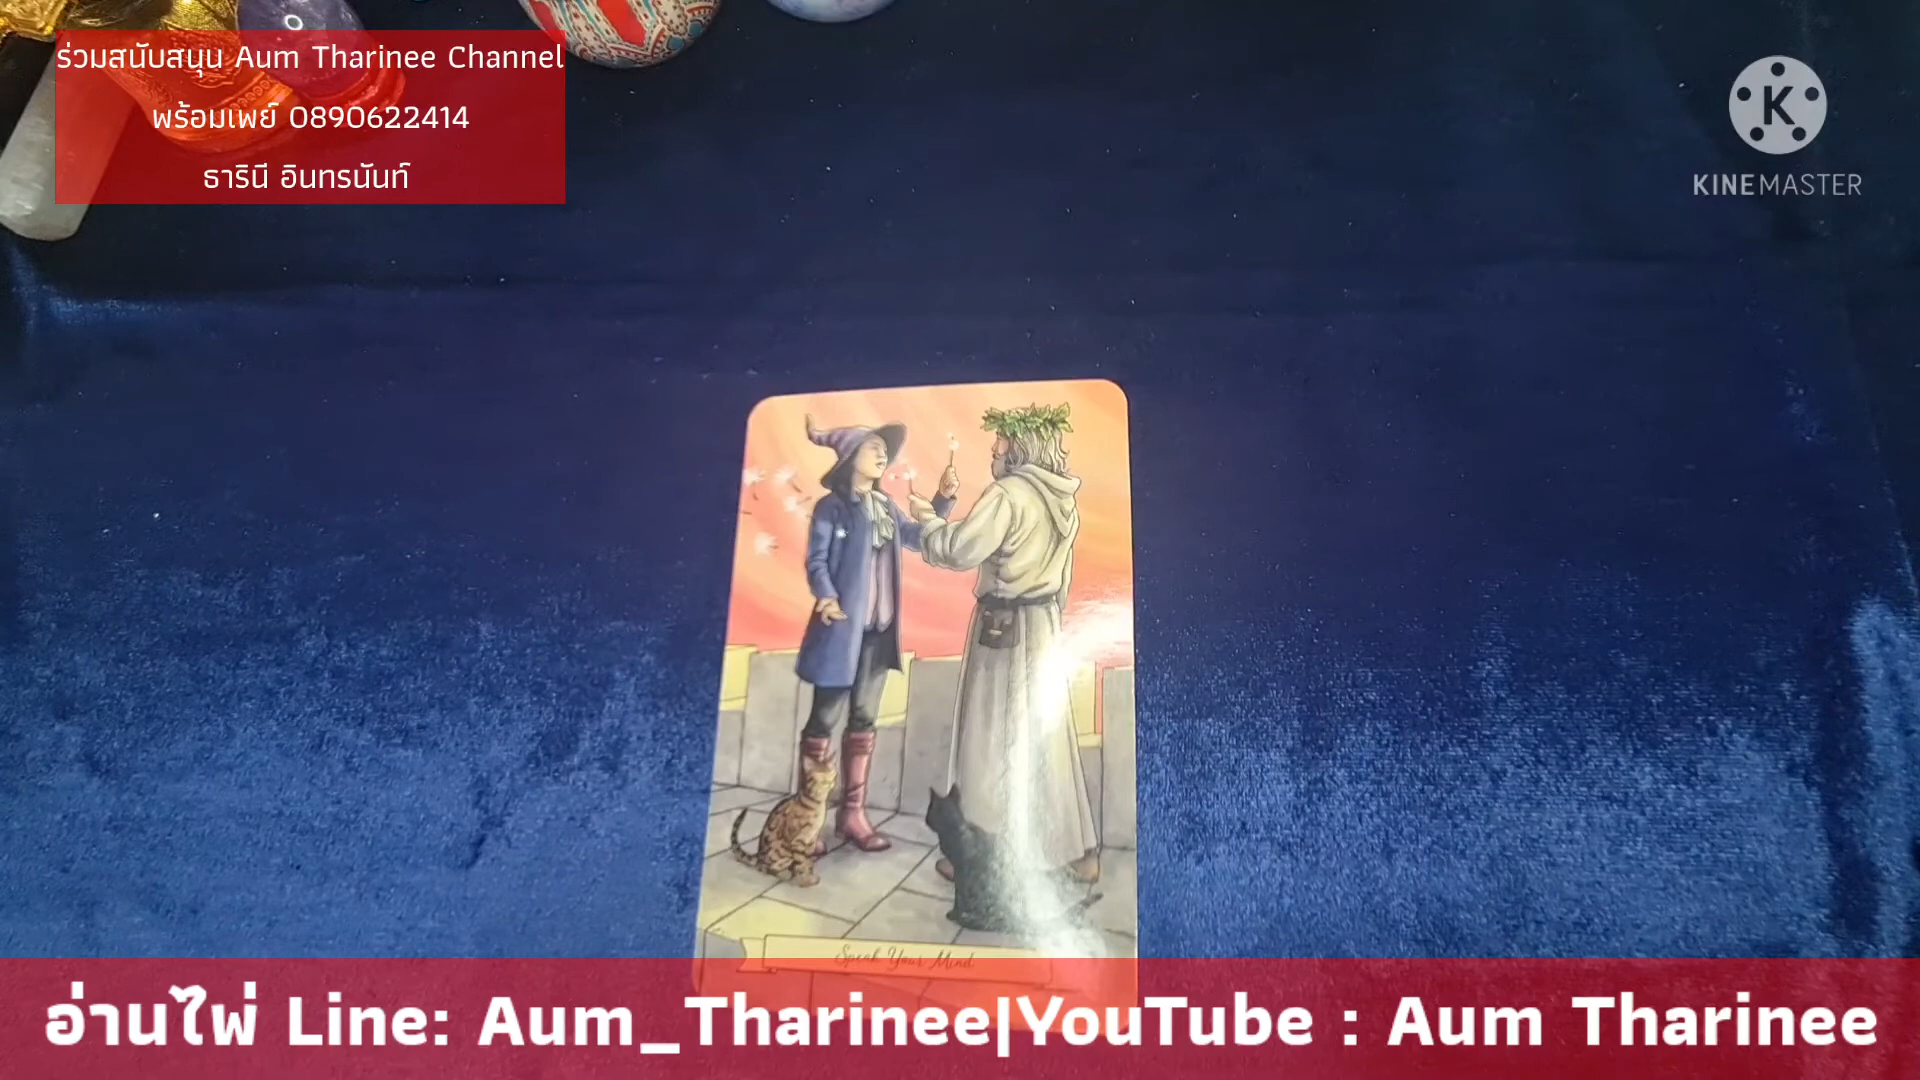 ร่วมสนับสนุน Aum Tharinee Channel
พร้อมเพย์ 0890622414
ธารินี อินทรนันท์
KINEMASTER
Speak Your Mind
อ่านไพ่ Line: Aum_Tharinee|YouTube : Aum Tharinee